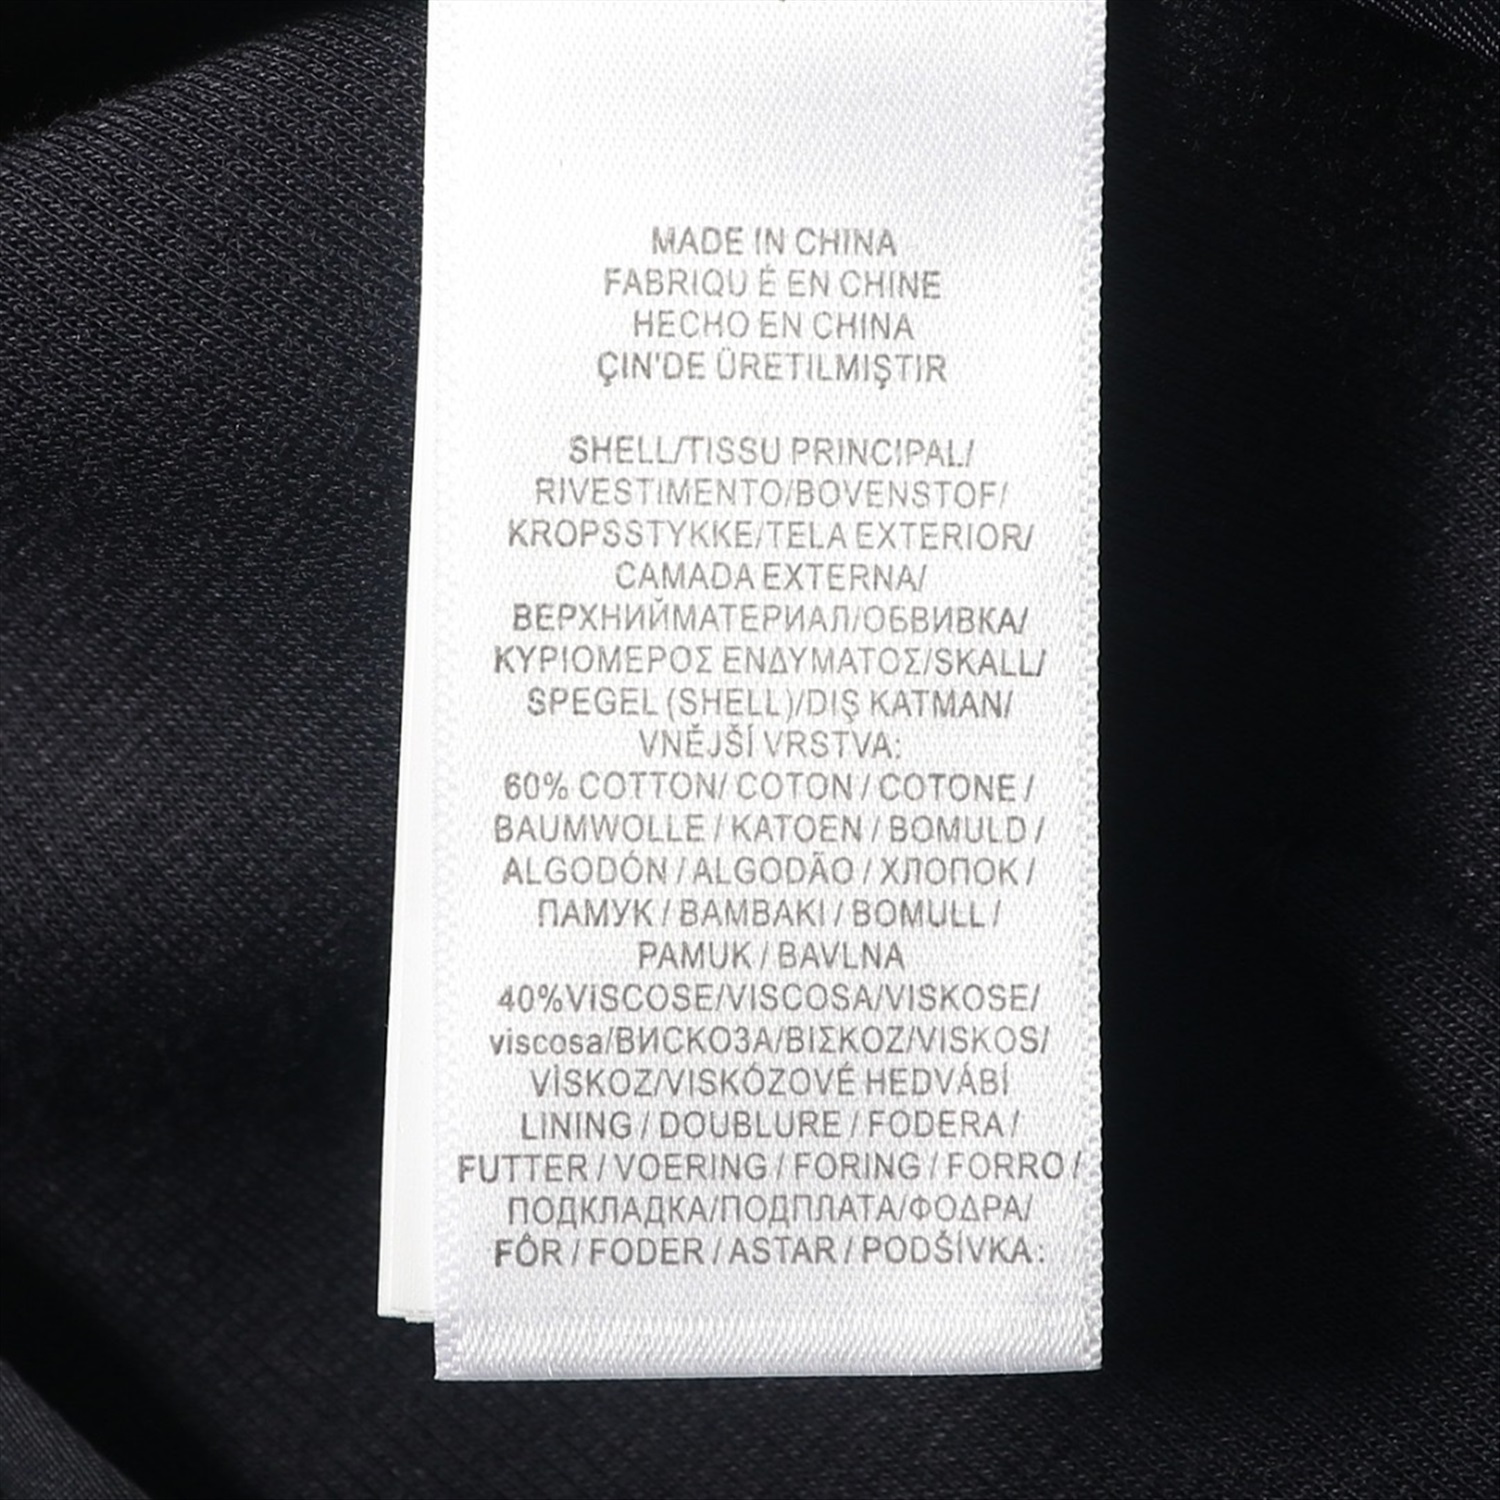 MADE IN CHINA
FABRIQU É EN CHINE
HECHO EN CHINA
ÇIN'DE ÜRETILMIŞTIR
SHELL/TISSU PRINCIPAL/
RIVESTIMENTO/BOVENSTOF/
KROPSSTYKKE/TELA EXTERIOR/
CAMADA EXTERNA/
ВЕРХНИЙМАТЕРИАЛ/ОБВИВКА/
ΚΥΡΙΟΜΕΡΟΣ ΕΝΔΥΜΑΤΟΣ/SKALL/
SPEGEL (SHELL)/DIŞ KATMAN/
VNĚJŠÍ VRSTVA:
60% COTTON/ COTON / COTONE /
BAUMWOLLE / KATOEN / BOMULD /
ALGODÓN / ALGODÃO / ХЛОПОК /
ПАМУК / BAMBAKI / BOMULL /
PAMUK / BAVLNA
40%VISCOSE/VISCOSA/VISKOSE/
viscosa/ВИСКОЗА/ΒΙΣΚΟΖ/VISKOS/
VİSKOZ/VISKÓZOVÉ HEDVÁBÍ
LINING / DOUBLURE / FODERA /
FUTTER / VOERING / FORING / FORRO /
ПОДКЛАДКА/ПОДПЛАТА/ΦΟΔΡΑ/
FÔR / FODER / ASTAR / PODŠÍVKA :